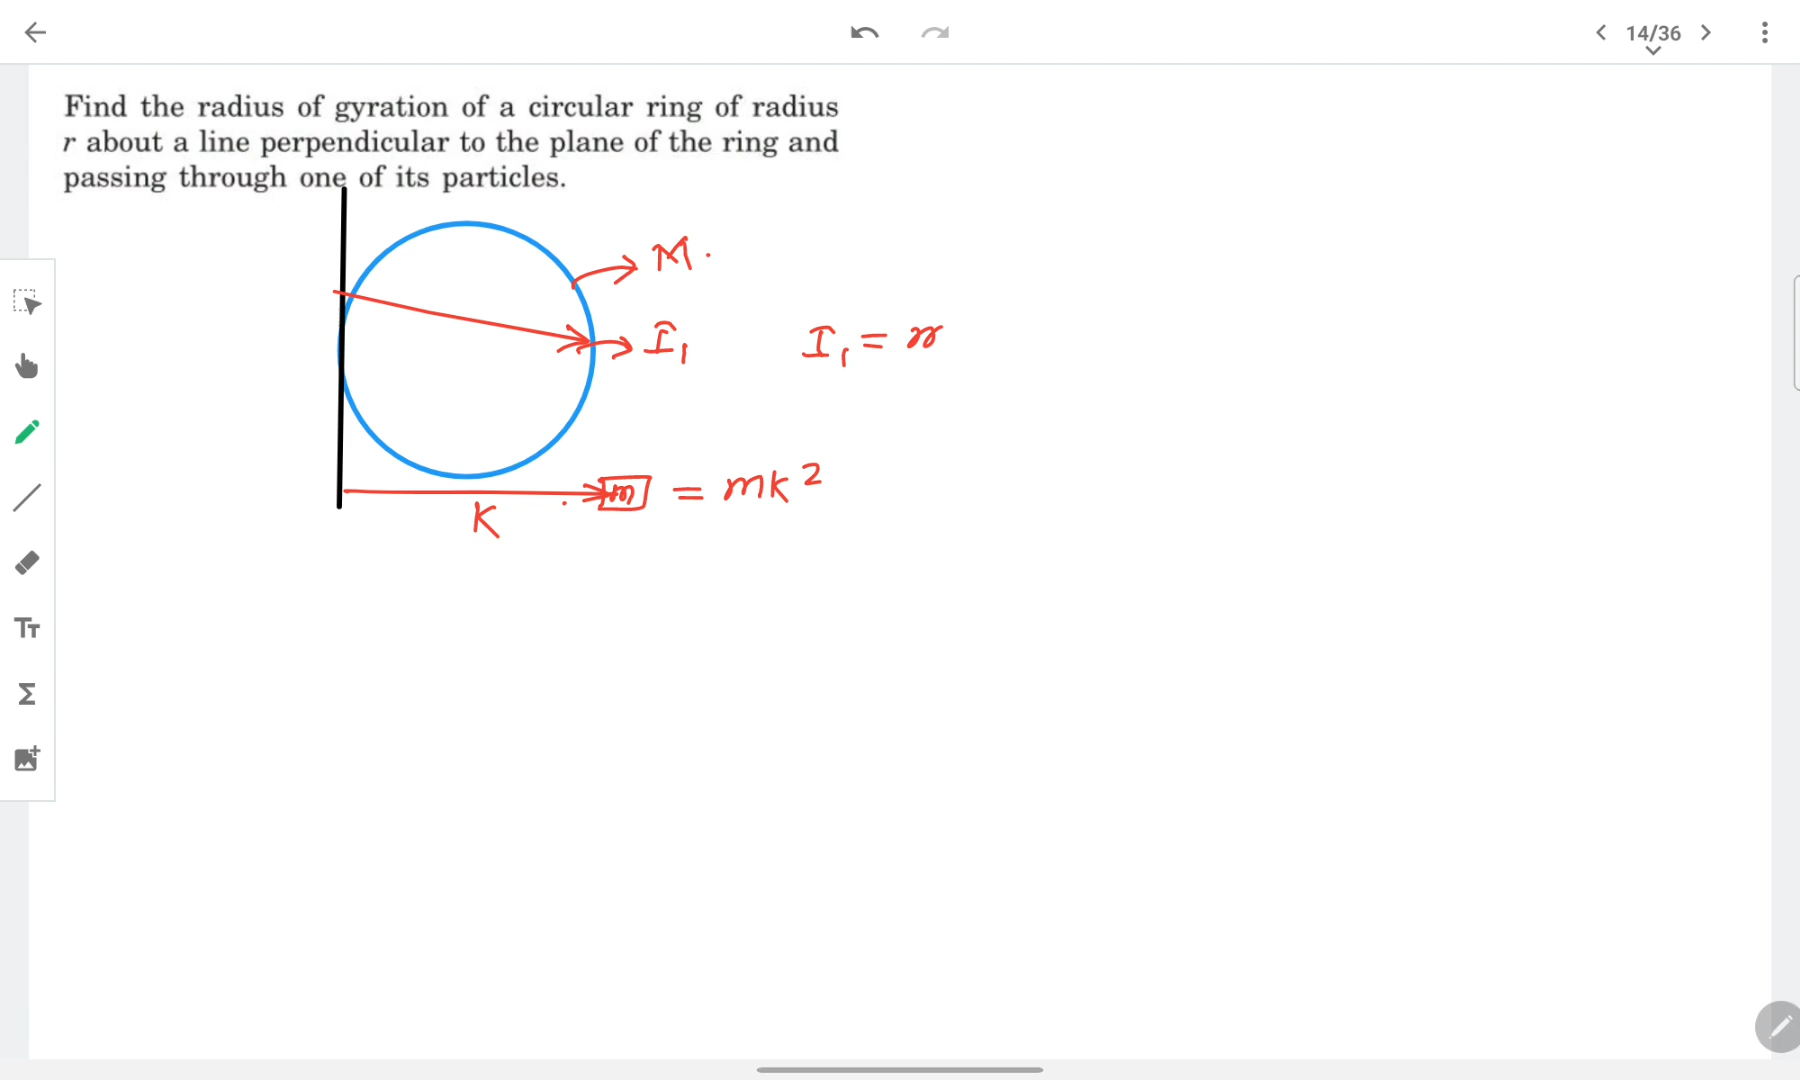 14/36
Find the radius of gyration of a circular ring of radius
r about a line perpendicular to the plane of the ring and
passing through one of its particles.
M.
I₁
I₁ =
K
m = mk²
Tт
Σ